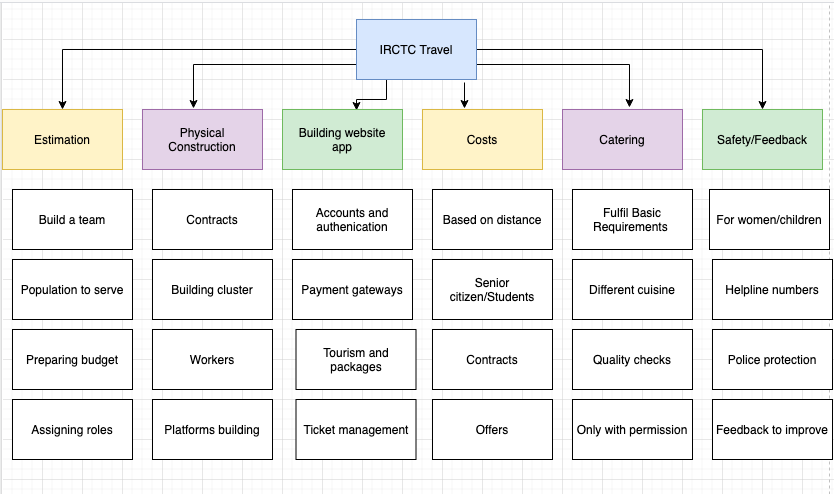 IRCTC Travel
Estimation
Physical
Construction
Building website
app
Costs
Catering
Safety/Feedback
Build a team
Contracts
Accounts and
authenication
Based on distance
Fulfil Basic
Requirements
For women/children
Population to serve
Building cluster
Payment gateways
Senior
citizen/Students
Different cuisine
Helpline numbers
Preparing budget
Workers
Tourism and
packages
Contracts
Quality checks
Police protection
Assigning roles
Platforms building
Ticket management
Offers
Only with permission
Feedback to improve